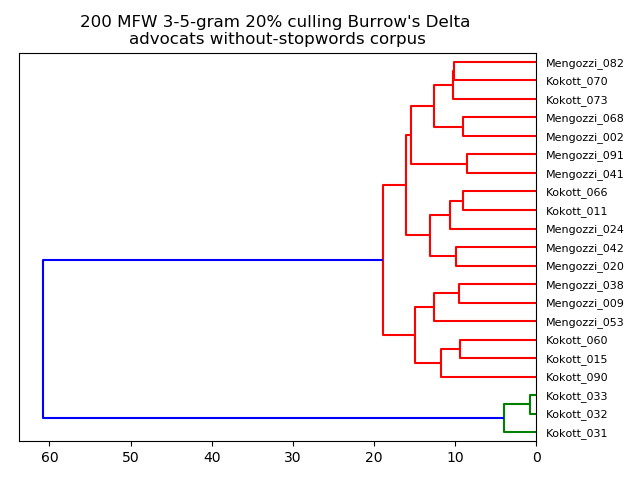 200 MFW 3-5-gram 20% culling Burrow's Delta
advocats without-stopwords corpus
Mengozzi_082
Kokott_070
Kokott_073
Mengozzi_068
Mengozzi_002
Mengozzi_091
Mengozzi_041
Kokott_066
Kokott_011
Mengozzi_024
Mengozzi_042
Mengozzi_020
Mengozzi_038
Mengozzi_009
Mengozzi_053
Kokott_060
Kokott_015
Kokott_090
Kokott_033
Kokott_032
Kokott_031
60 50 40 30 20 10 0